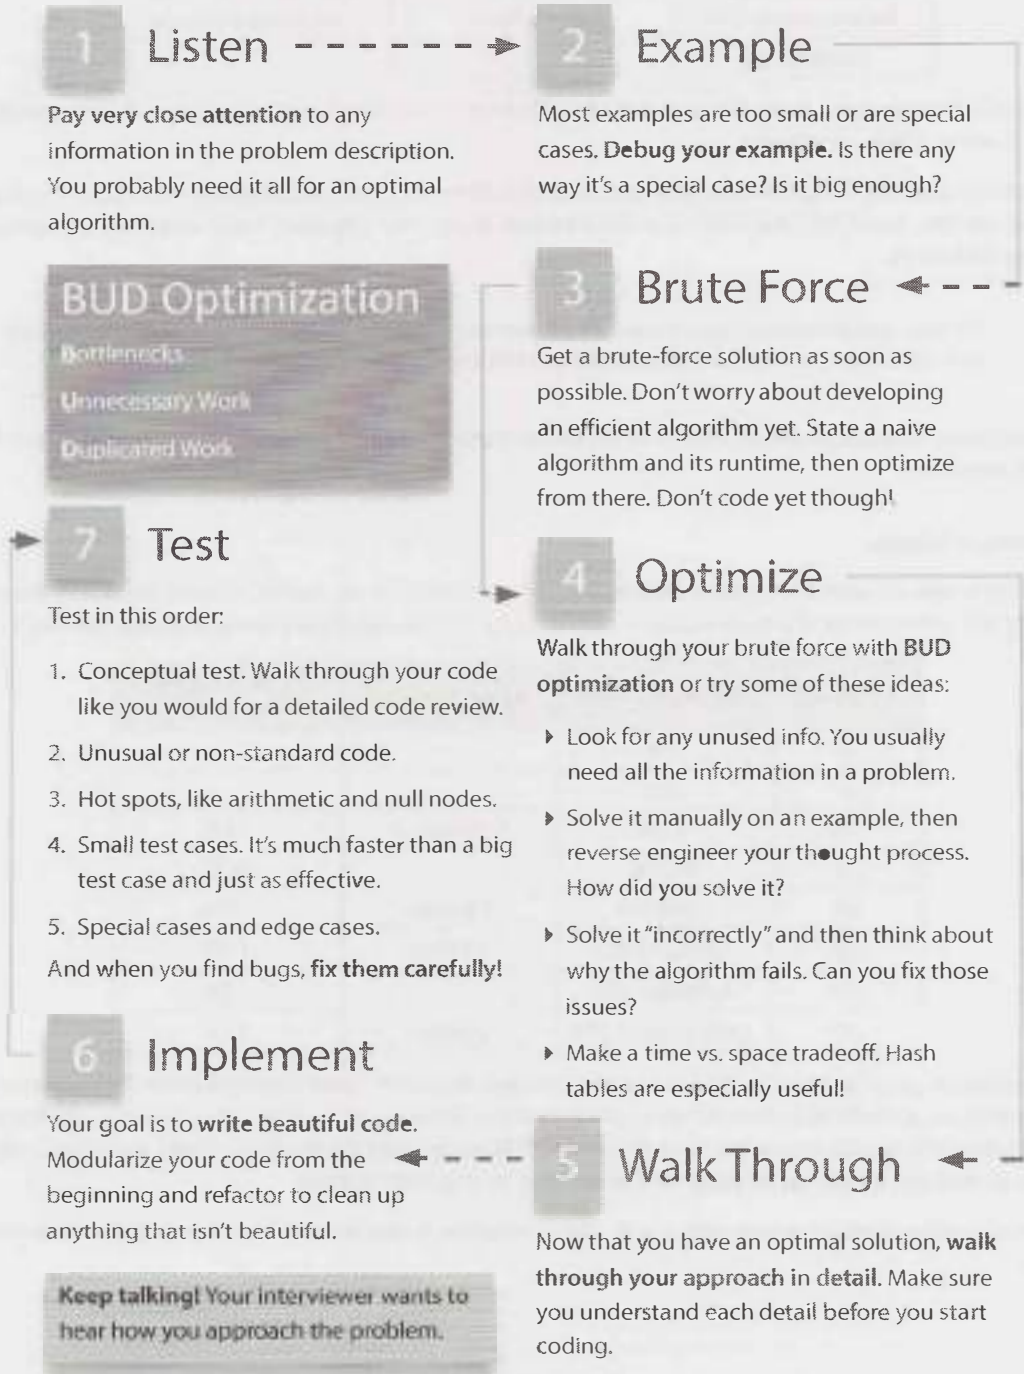 1 Listen
Pay very close attention to any
information in the problem description.
You probably need it all for an optimal
algorithm.
2 Example
Most examples are too small or are special
cases. Debug your example. Is there any
way it's a special case? Is it big enough?
3 Brute Force
Get a brute-force solution as soon as
possible. Don't worry about developing
an efficient algorithm yet. State a naive
algorithm and its runtime, then optimize
from there. Don't code yet though!
BUD Optimization
Bottlenecks
Unnecessary Work
Duplicated Work
4 Optimize
Walk through your brute force with BUD
optimization or try some of these ideas:
Look for any unused info. You usually
need all the information in a problem.
Solve it manually on an example, then
reverse engineer your thought process.
How did you solve it?
Solve it "incorrectly" and then think about
why the algorithm fails. Can you fix those
issues?
Make a time vs. space tradeoff. Hash
tables are especially useful!
5 Walk Through
Now that you have an optimal solution, walk
through your approach in detail. Make sure
you understand each detail before you start
coding.
6 Implement
Your goal is to write beautiful code.
Modularize your code from the
beginning and refactor to clean up
anything that isn't beautiful.
7 Test
Test in this order:
1. Conceptual test. Walk through your code
like you would for a detailed code review.
2. Unusual or non-standard code.
3. Hot spots, like arithmetic and null nodes.
4. Small test cases. It's much faster than a big
test case and just as effective.
5. Special cases and edge cases.
And when you find bugs, fix them carefully!
Keep talking! Your interviewer wants to
hear how you approach the problem.